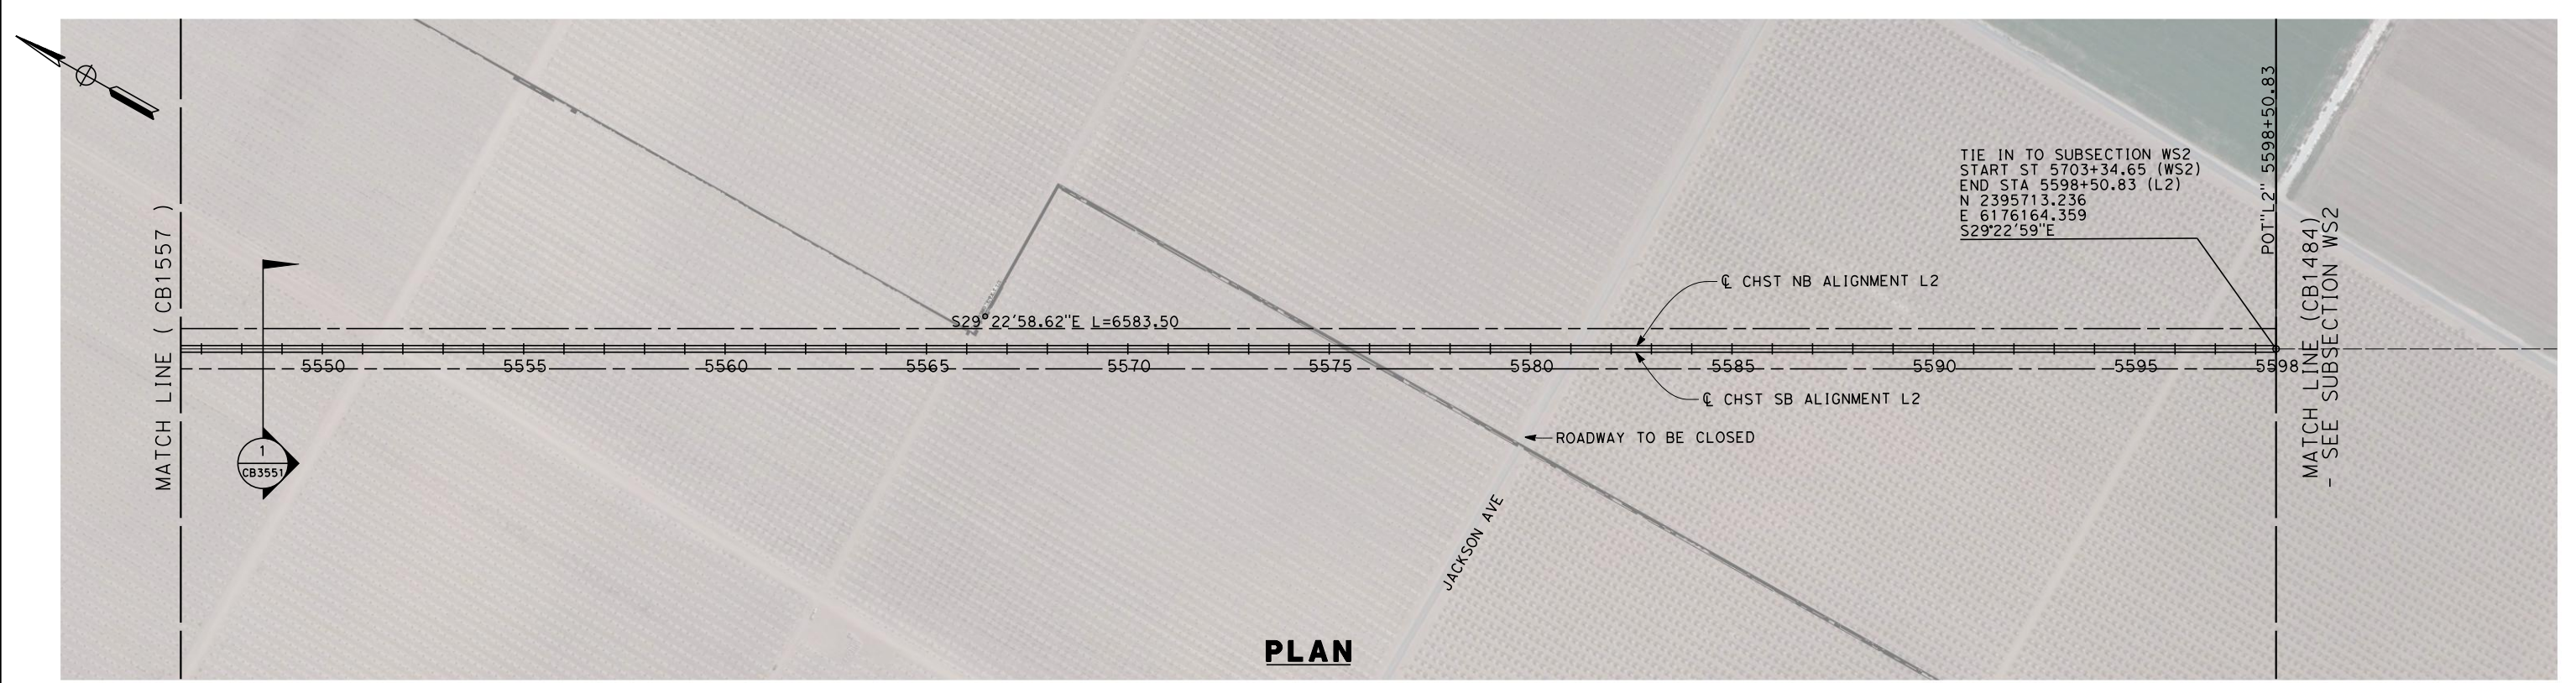 MATCH LINE ( CB1557 )
1
CB3551
S29°22'58.62"E L=6583.50
5550
5555
5560
5565
5570
5575
5580
5585
5590
5595
5598
TIE IN TO SUBSECTION WS2
START ST 5703+34.65 (WS2)
END STA 5598+50.83 (L2)
N 2395713.236
E 6176164.359
S29°22'59"E
℄ CHST NB ALIGNMENT L2
℄ CHST SB ALIGNMENT L2
ROADWAY TO BE CLOSED
JACKSON AVE
POT"L2" 5598+50.83
MATCH LINE (CB1484)
- SEE SUBSECTION WS2
PLAN